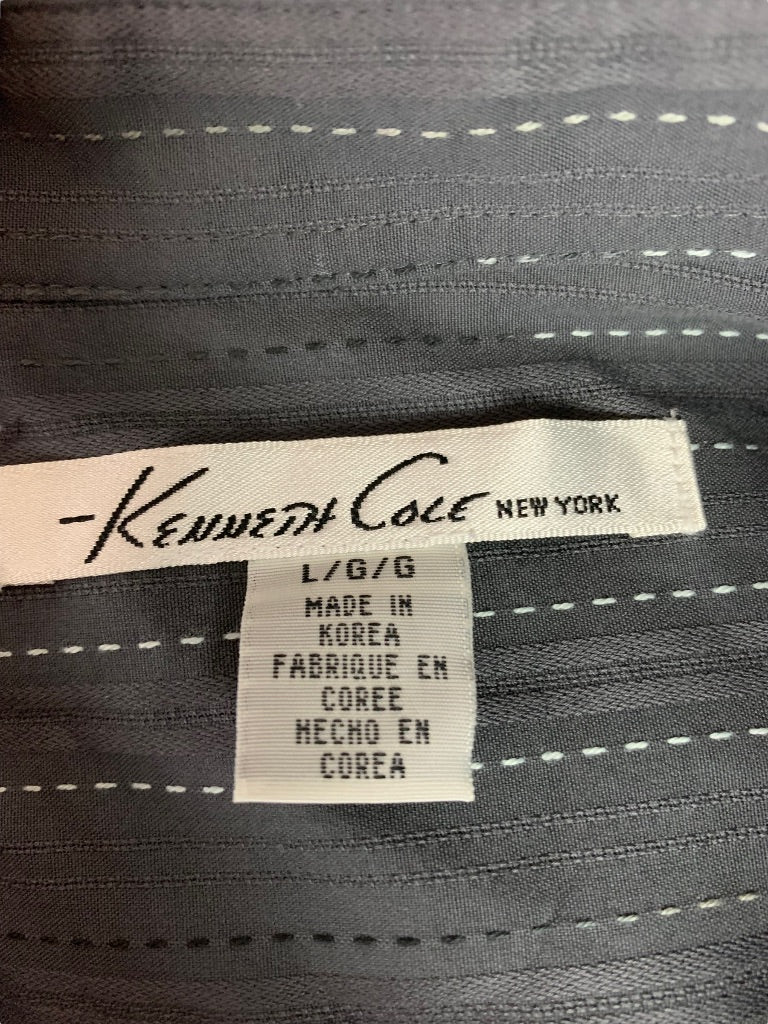 -Kenneth Cole NEW YORK
L/G/G
MADE IN
KOREA
FABRIQUE EN
COREE
HECHO EN
COREA